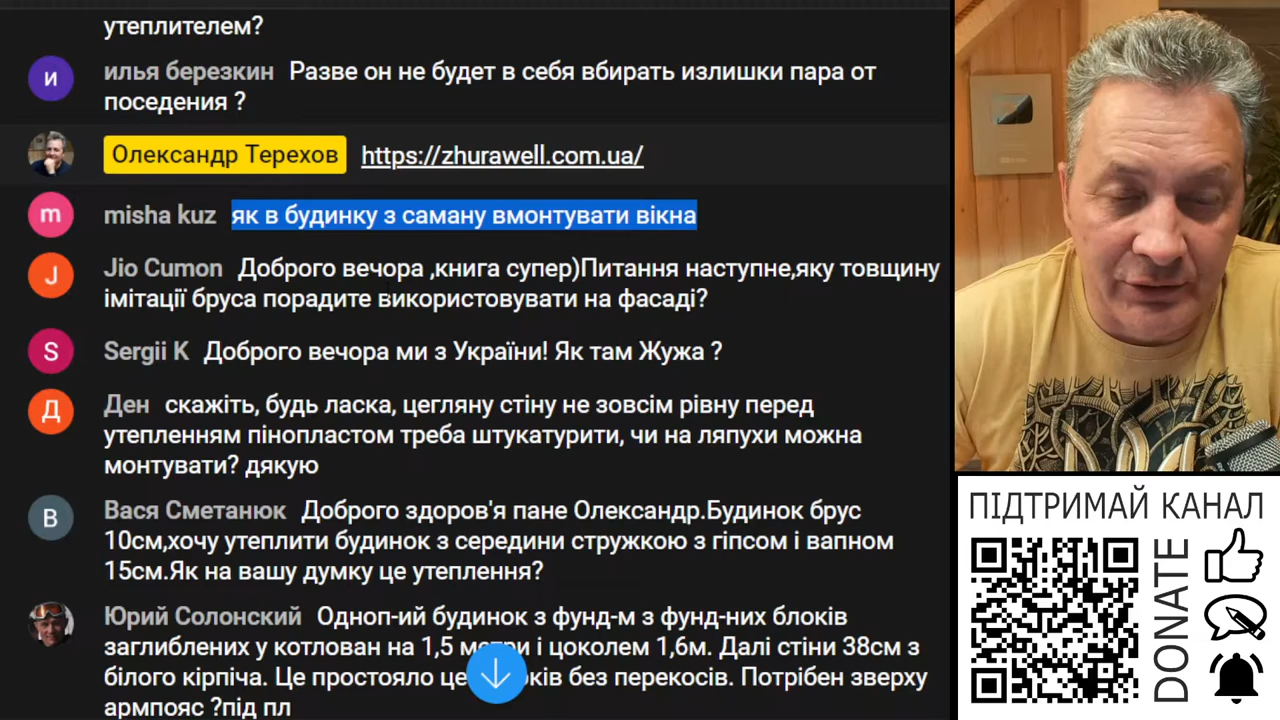 утеплителем?
и
илья березкин Разве он не будет в себя вбирать излишки пара от
поседения ?
Олександр Терехов https://zhurawell.com.ua/
m
misha kuz як в будинку з саману вмонтувати вікна
J
Jio Cumon Доброго вечора ,книга супер)Питання наступне,яку товщину
імітації бруса порадите використовувати на фасаді?
S
Sergii K Доброго вечора ми з України! Як там Жужа ?
Д
Ден скажіть, будь ласка, цегляну стіну не зовсім рівну перед
утепленням пінопластом треба штукатурити, чи на ляпухи можна
монтувати? дякую
В
Вася Сметанюк Доброго здоров'я пане Олександр.Будинок брус
10см,хочу утеплити будинок з середини стружкою з гіпсом і вапном
15см.Як на вашу думку це утеплення?
Юрий Солонский Одноп-ий будинок з фунд-м з фунд-них блоків
заглиблених у котлован на 1,5 метри і цоколем 1,6м. Далі стіни 38см з
білого кірпіча. Це простояло без перекосів. Потрібен зверху
армпояс ?під пл
ПІДТРИМАЙ КАНАЛ
DONATE